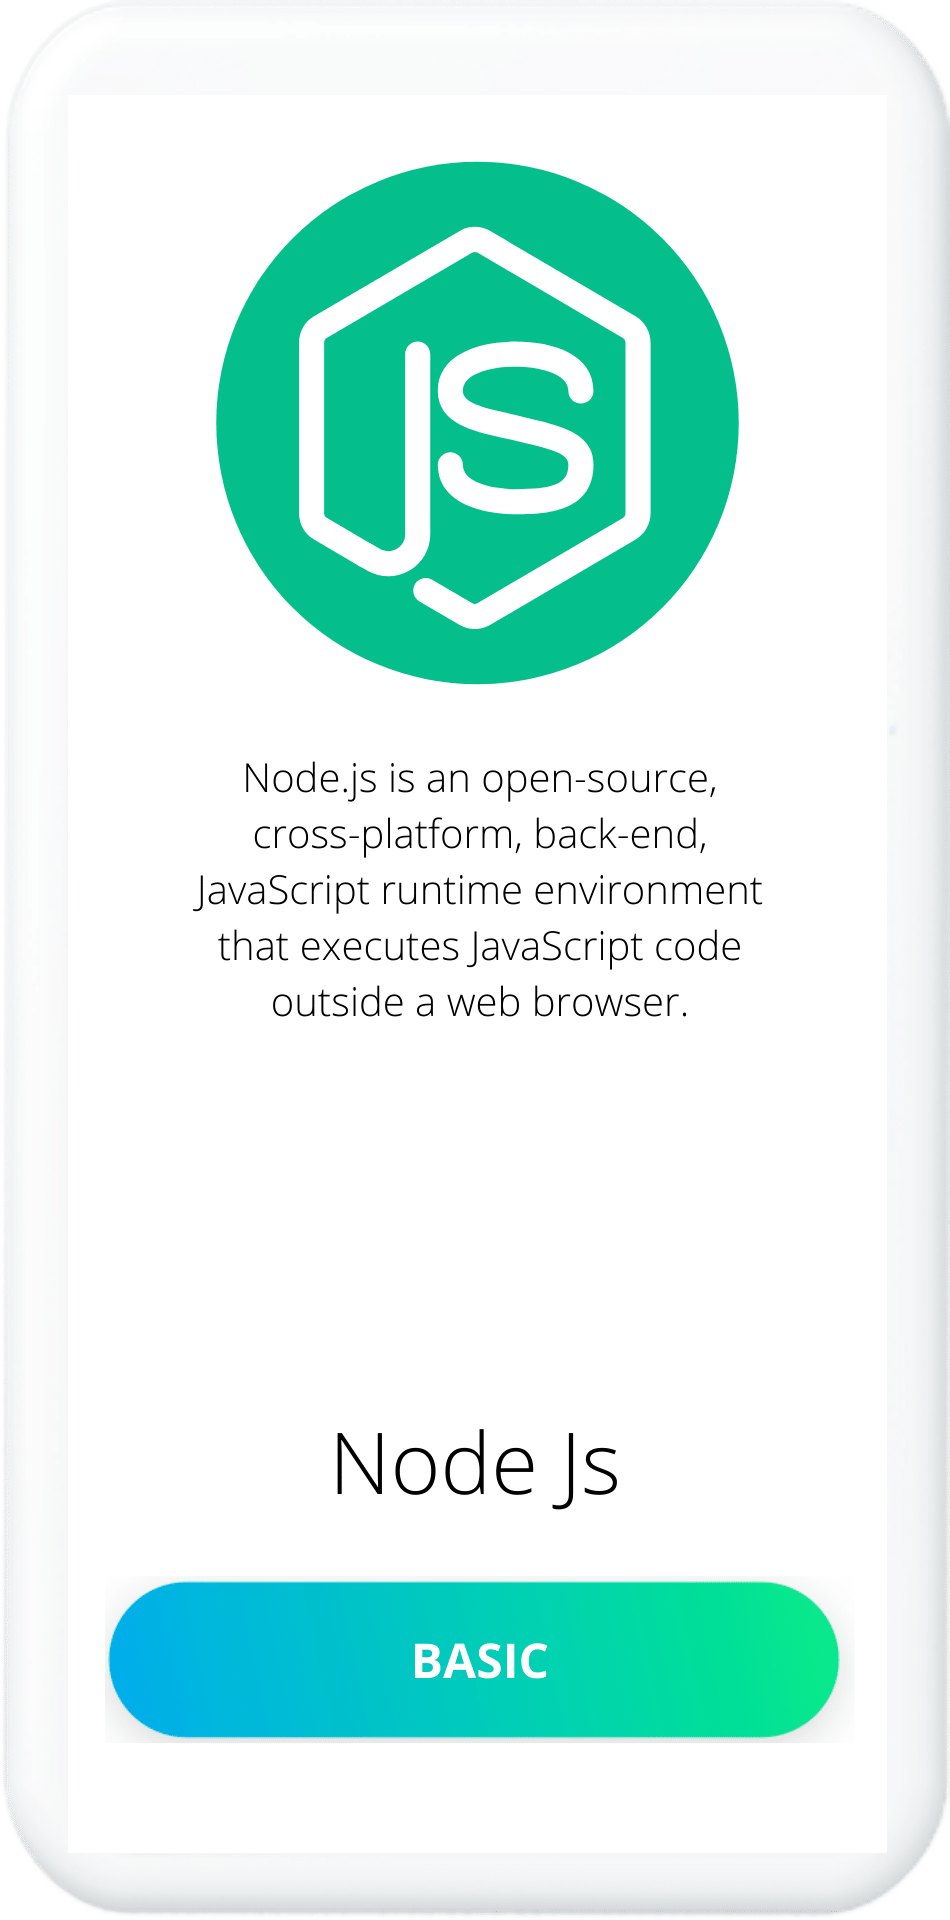 JS
Node.js is an open-source,
cross-platform, back-end,
JavaScript runtime environment
that executes JavaScript code
outside a web browser.
Node Js
BASIC